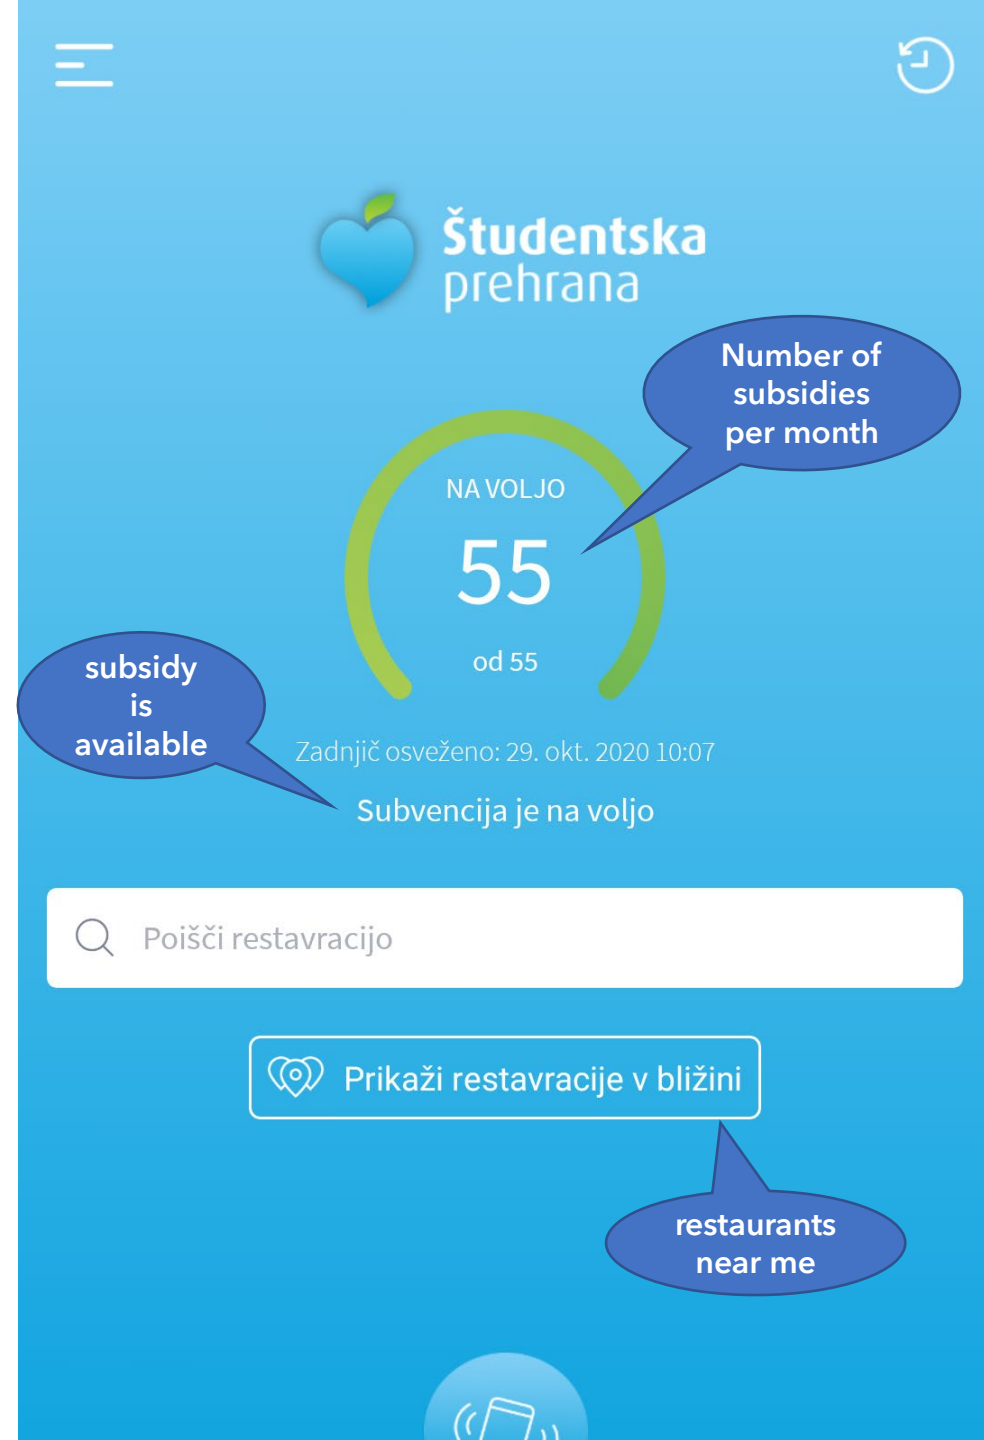 Študentska
prehrana
Number of
subsidies
per month
NA VOLJO
55
od 55
subsidy
is
available
Zadnjič osveženo: 29. okt. 2020 10:07
Subvencija je na voljo
Poišči restavracijo
Prikaži restavracije v bližini
restaurants
near me